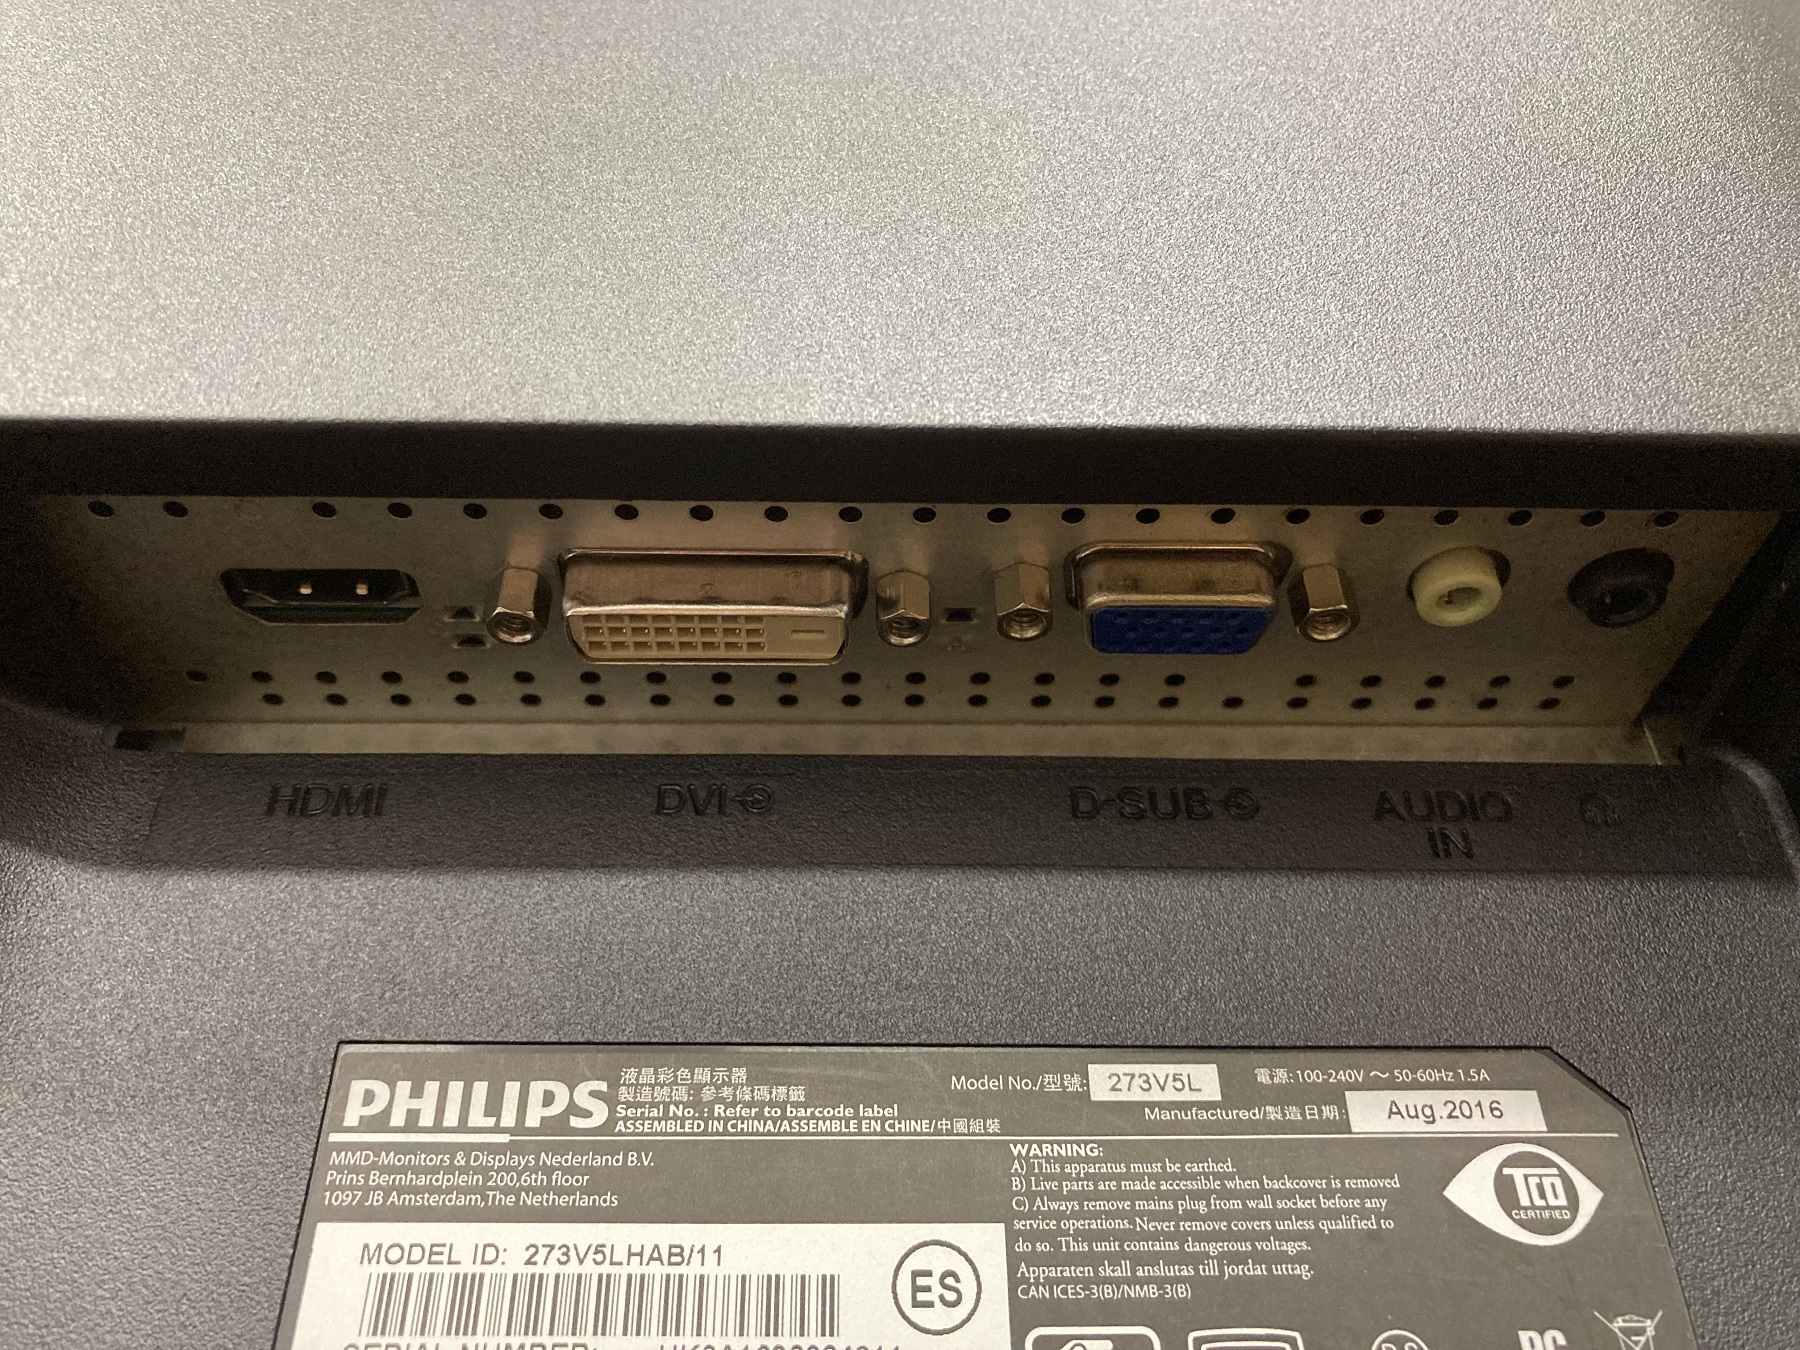 HDMI
DVI
D-SUB
AUDIO
IN
PHILIPS
液晶彩色顯示器
製造號碼: 參考條碼標籤
Serial No. : Refer to barcode label
ASSEMBLED IN CHINA/ASSEMBLE EN CHINE/中國組裝
Model No./型號: 273V5L
電源: 100-240V ～ 50-60Hz 1.5A
Manufactured/製造日期: Aug.2016
MMD-Monitors & Displays Nederland B.V.
Prins Bernhardplein 200,6th floor
1097 JB Amsterdam,The Netherlands
WARNING:
A) This apparatus must be earthed.
B) Live parts are made accessible when backcover is removed
C) Always remove mains plug from wall socket before any
service operations. Never remove covers unless qualified to
do so. This unit contains dangerous voltages.
Apparaten skall anslutas till jordat uttag.
CAN ICES-3(B)/NMB-3(B)
TCO
CERTIFIED
MODEL ID: 273V5LHAB/11
ES
SERIAL NUMBER: